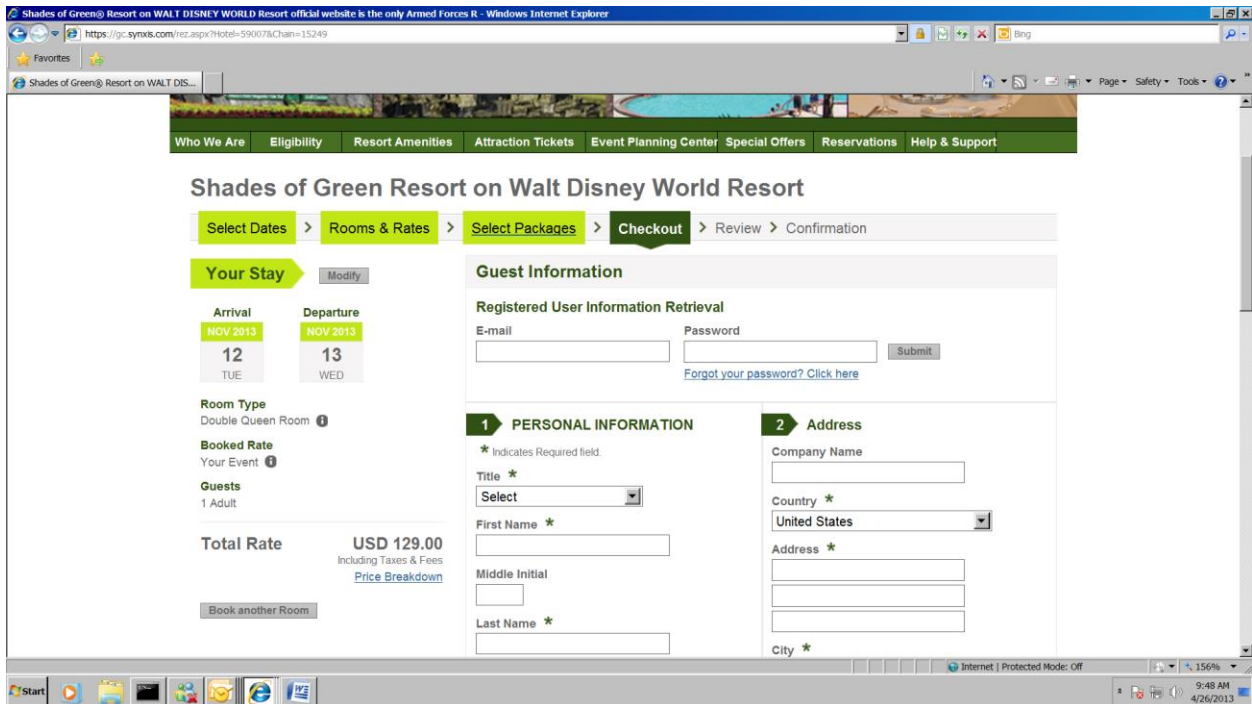 Shades of Green® Resort on WALT DISNEY WORLD Resort official website is the only Armed Forces R - Windows Internet Explorer
https://gc.synxis.com/rez.aspx?Hotel=59007&Chain=15249
Bing
Favorites
Shades of Green® Resort on WALT DIS...
Page Safety Tools
Who We Are Eligibility Resort Amenities Attraction Tickets Event Planning Center Special Offers Reservations Help & Support
Shades of Green Resort on Walt Disney World Resort
Select Dates > Rooms & Rates > Select Packages > Checkout > Review > Confirmation
Your Stay Modify
Arrival Departure
NOV 2013 NOV 2013
12 13
TUE WED
Room Type
Double Queen Room
Booked Rate
Your Event
Guests
1 Adult
Total Rate USD 129.00
Including Taxes & Fees
Price Breakdown
Book another Room
Guest Information
Registered User Information Retrieval
E-mail Password
Submit
Forgot your password? Click here
1 PERSONAL INFORMATION
* Indicates Required field.
Title *
Select
First Name *
Middle Initial
Last Name *
2 Address
Company Name
Country *
United States
Address *
City *
Internet | Protected Mode: Off 156%
Start
9:48 AM
4/26/2013